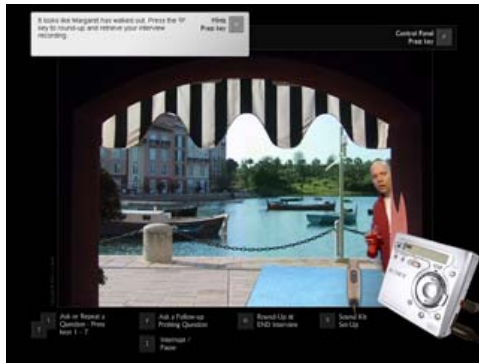 It looks like Margaret has walked out. Press the 'R'
key to round-up and retrieve your interview
recording.
Hints
Press key
Control Panel
Press key
SONY
Ask or Repeat a
Question - Press
keys 1 - 7
Ask a Follow-up
Probing Question
Round-Up or
END Interview
Sound Kit
Set-Up
Interrupt /
Pause